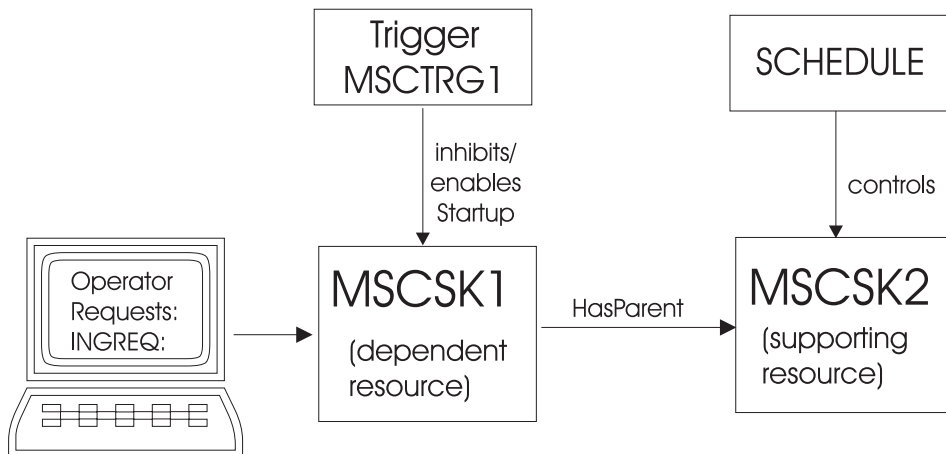 Trigger
MSCTRG1
SCHEDULE
inhibits/
enables
Startup
controls
Operator
Requests:
INGREQ:
MSCSK1
(dependent
resource)
HasParent
MSCSK2
(supporting
resource)